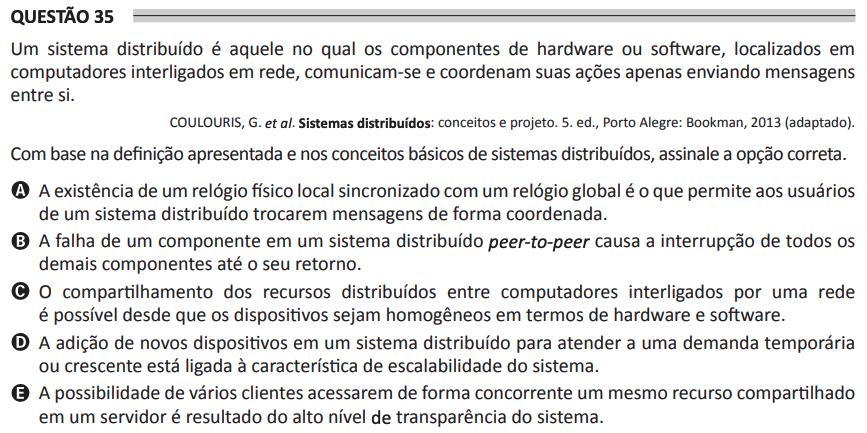 QUESTÃO 35
Um sistema distribuído é aquele no qual os componentes de hardware ou software, localizados em
computadores interligados em rede, comunicam-se e coordenam suas ações apenas enviando mensagens
entre si.
COULOURIS, G. et al. Sistemas distribuídos: conceitos e projeto. 5. ed., Porto Alegre: Bookman, 2013 (adaptado).
Com base na definição apresentada e nos conceitos básicos de sistemas distribuídos, assinale a opção correta.
A A existência de um relógio físico local sincronizado com um relógio global é o que permite aos usuários
de um sistema distribuído trocarem mensagens de forma coordenada.
B A falha de um componente em um sistema distribuído peer-to-peer causa a interrupção de todos os
demais componentes até o seu retorno.
C O compartilhamento dos recursos distribuídos entre computadores interligados por uma rede
é possível desde que os dispositivos sejam homogêneos em termos de hardware e software.
D A adição de novos dispositivos em um sistema distribuído para atender a uma demanda temporária
ou crescente está ligada à característica de escalabilidade do sistema.
E A possibilidade de vários clientes acessarem de forma concorrente um mesmo recurso compartilhado
em um servidor é resultado do alto nível de transparência do sistema.